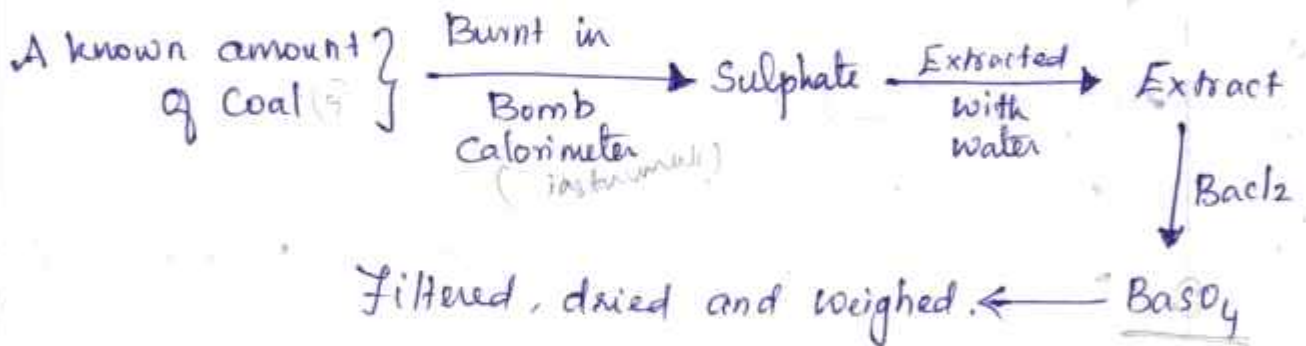 A known amount
of Coal
Burnt in
Bomb
Calorimeter
Sulphate
Extracted
with
water
Extract
Bacl2
BaSO4
Filtered, dried and weighed.